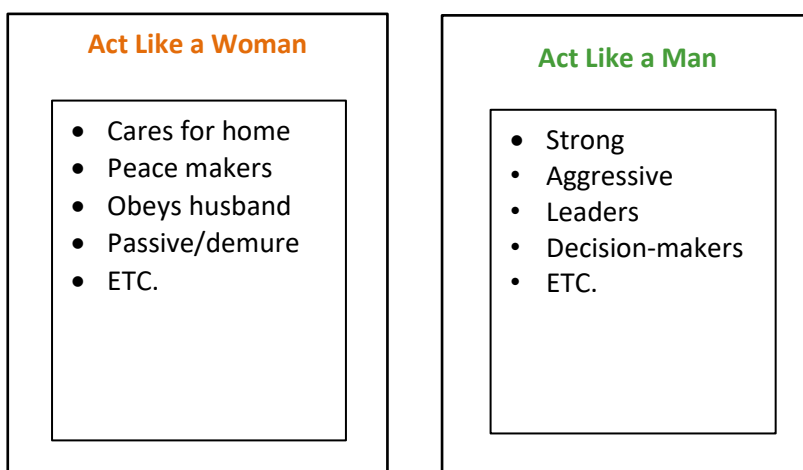 Act Like a Woman
• Cares for home
• Peace makers
• Obeys husband
• Passive/demure
• ETC.
Act Like a Man
• Strong
• Aggressive
• Leaders
• Decision-makers
• ETC.